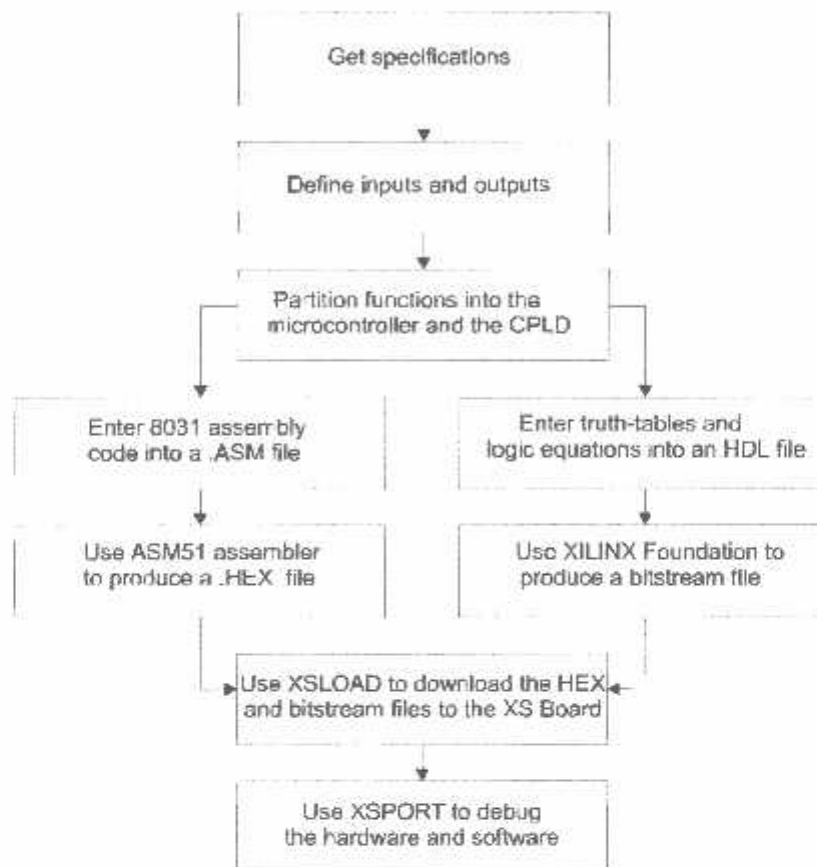 Get specifications
Define inputs and outputs
Partition functions into the
microcontroller and the CPLD
Enter 8031 assembly
code into a .ASM file
Enter truth-tables and
logic equations into an HDL file
Use ASM51 assembler
to produce a .HEX file
Use XILINX Foundation to
produce a bitstream file
Use XSLOAD to download the HEX
and bitstream files to the XS Board
Use XSPORT to debug
the hardware and software